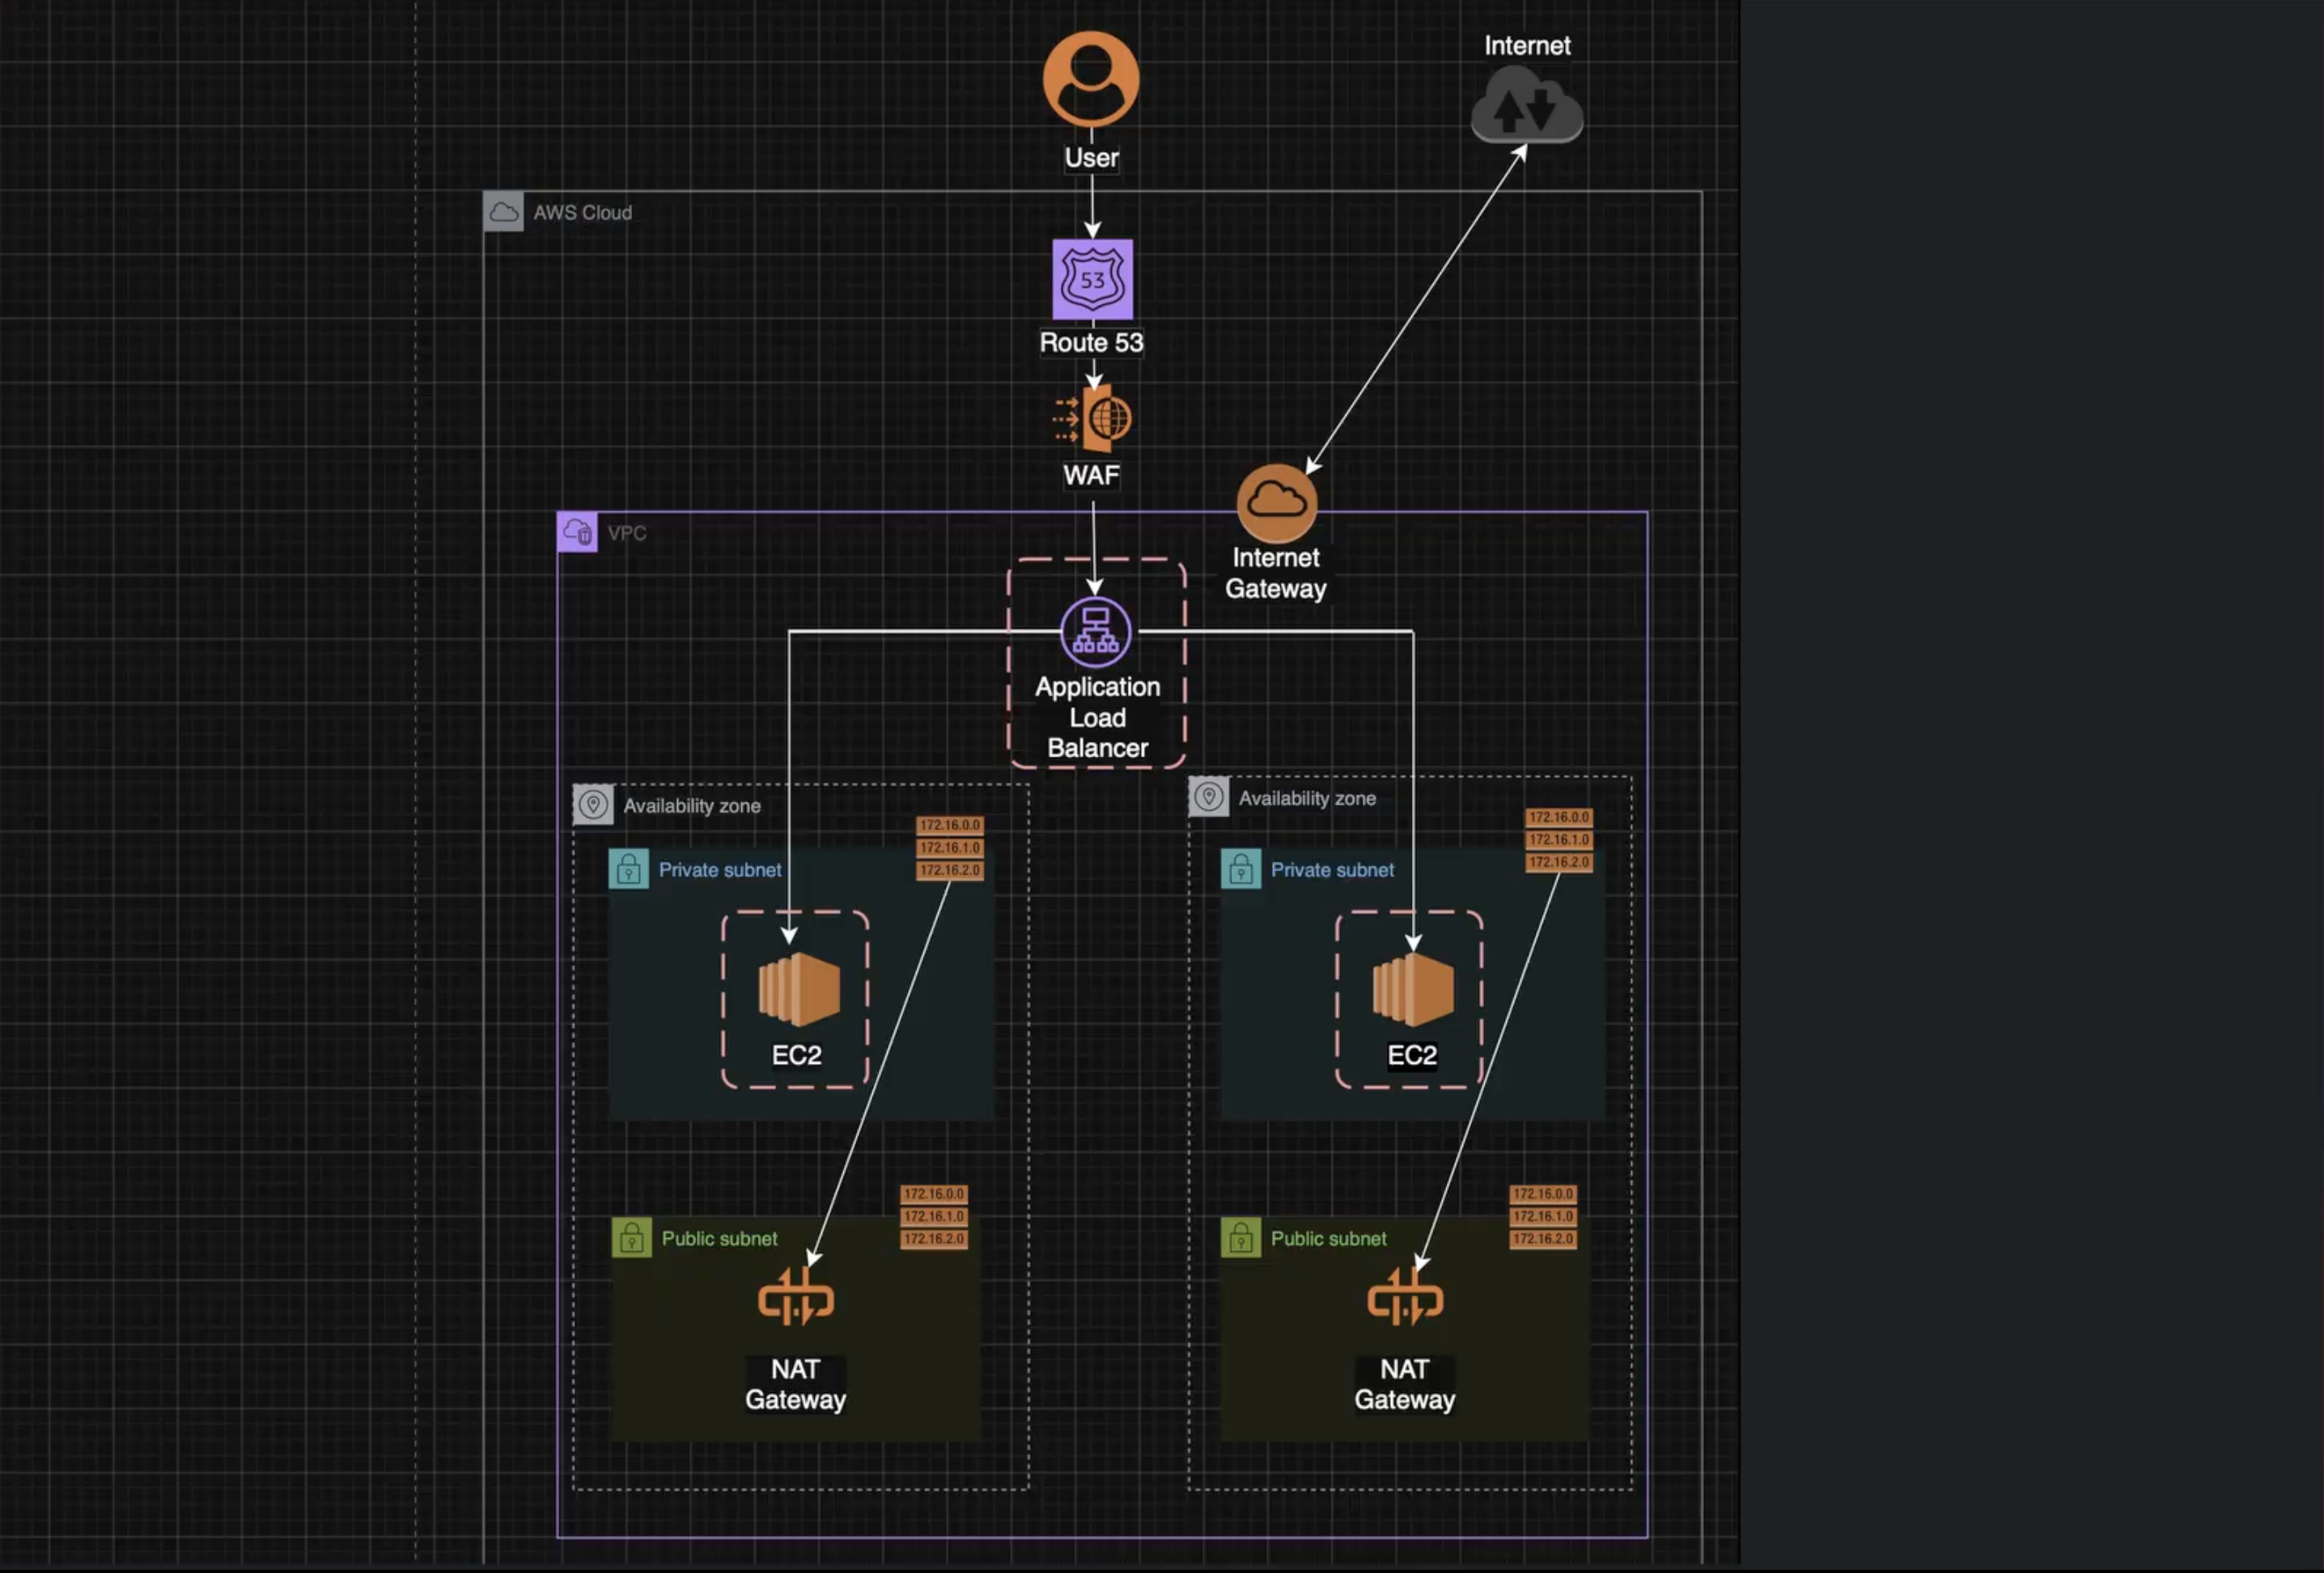 Internet
User
AWS Cloud
53
Route 53
WAF
VPC
Internet
Gateway
Application
Load
Balancer
Availability zone
172.16.0.0
172.16.1.0
172.16.2.0
Private subnet
EC2
172.16.0.0
172.16.1.0
172.16.2.0
Public subnet
NAT
Gateway
Availability zone
172.16.0.0
172.16.1.0
172.16.2.0
Private subnet
EC2
172.16.0.0
172.16.1.0
172.16.2.0
Public subnet
NAT
Gateway